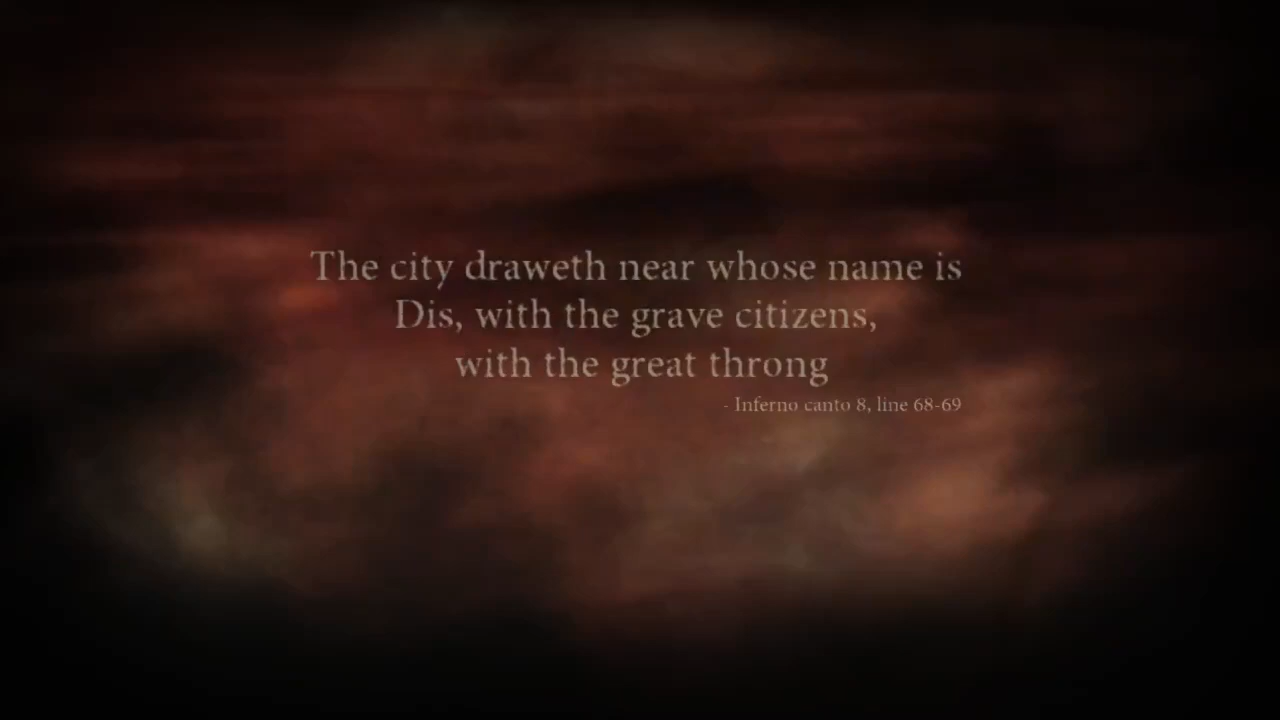 The city draweth near whose name is
Dis, with the grave citizens,
with the great throng
- Inferno canto 8, line 68-69